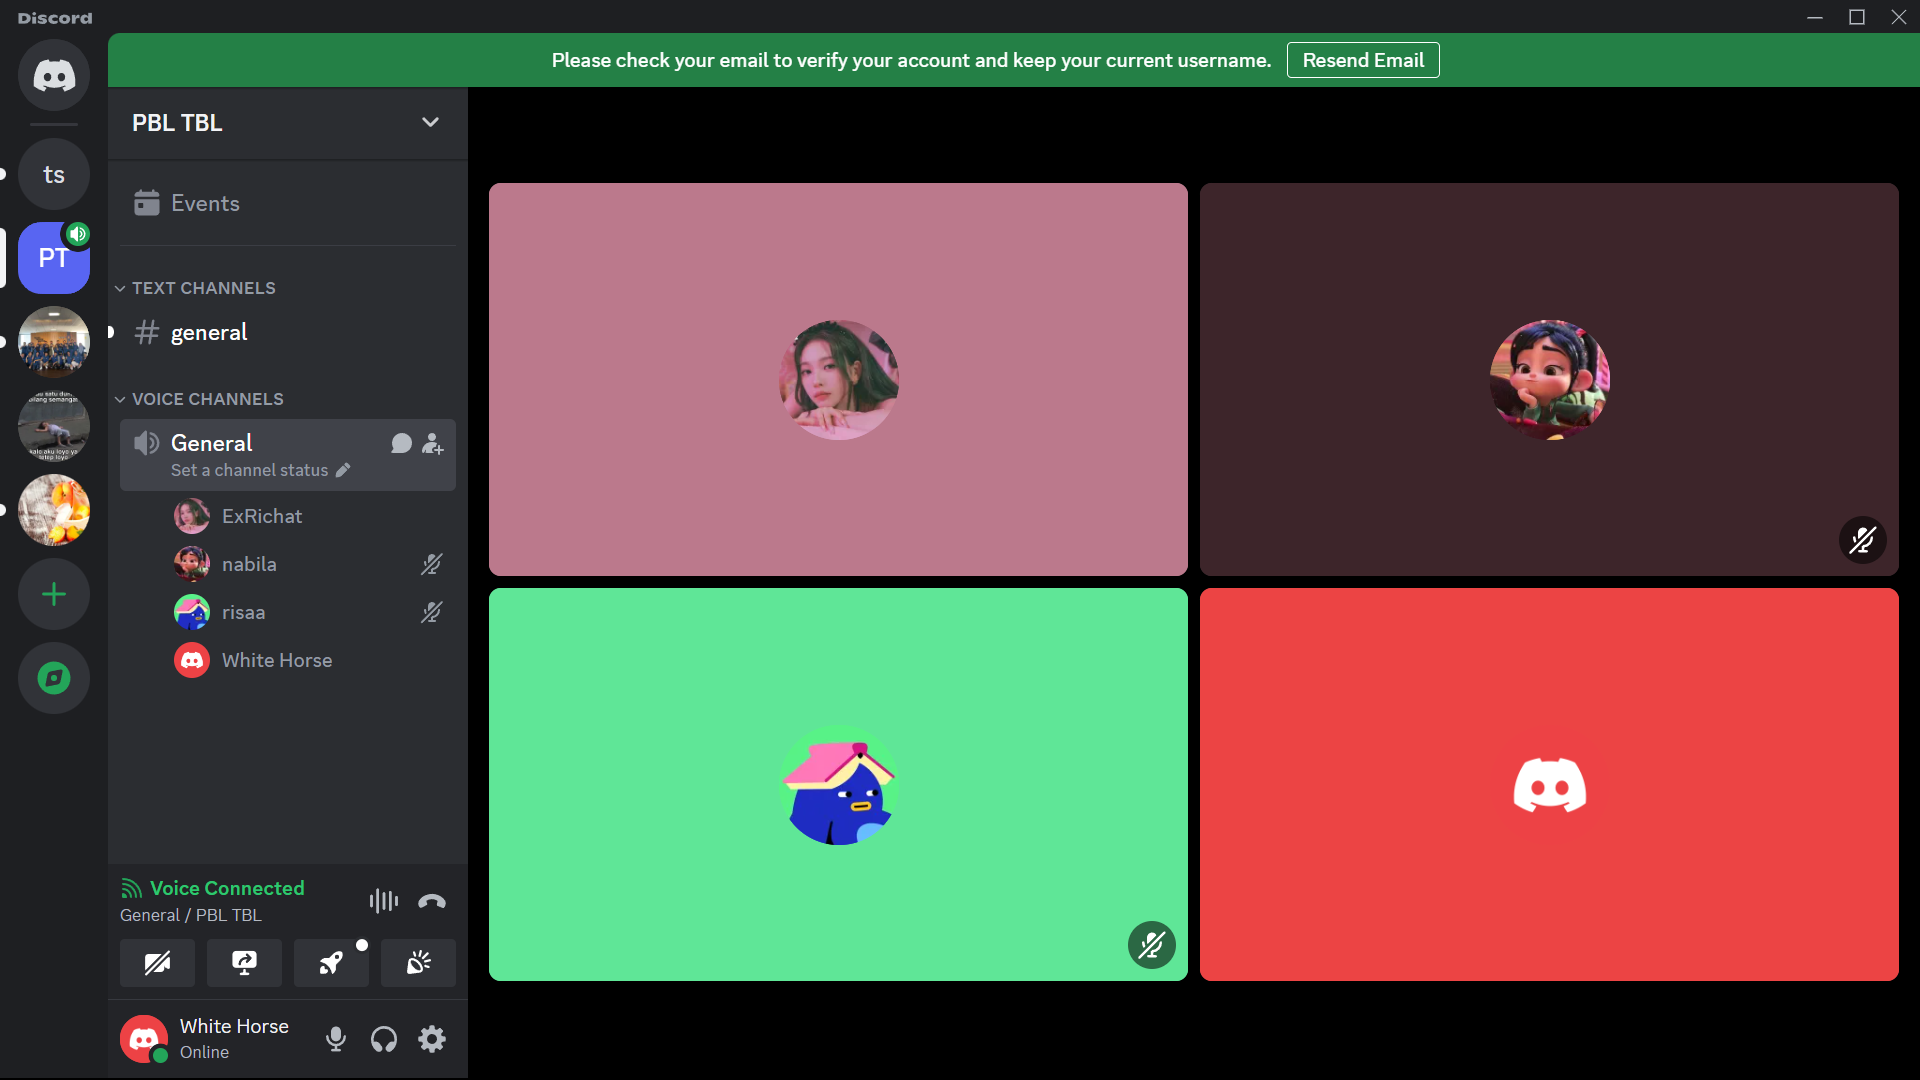 Discord
Please check your email to verify your account and keep your current username.
Resend Email
PBL TBL
Events
ts
PT
TEXT CHANNELS
general
VOICE CHANNELS
General
Set a channel status
ExRichat
nabila
risaa
White Horse
Voice Connected
General / PBL TBL
White Horse
Online